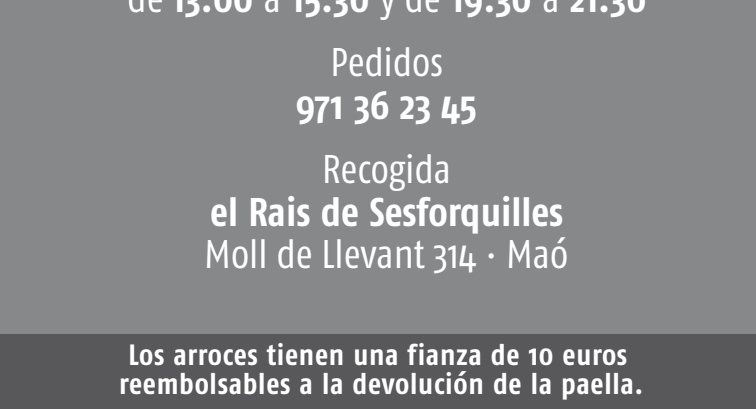 de 13.00 a 15.30 y de 19.30 a 21.30
Pedidos
971 36 23 45
Recogida
el Rais de Sesforquilles
Moll de Llevant 314 · Maó
Los arroces tienen una fianza de 10 euros
reembolsables a la devolución de la paella.